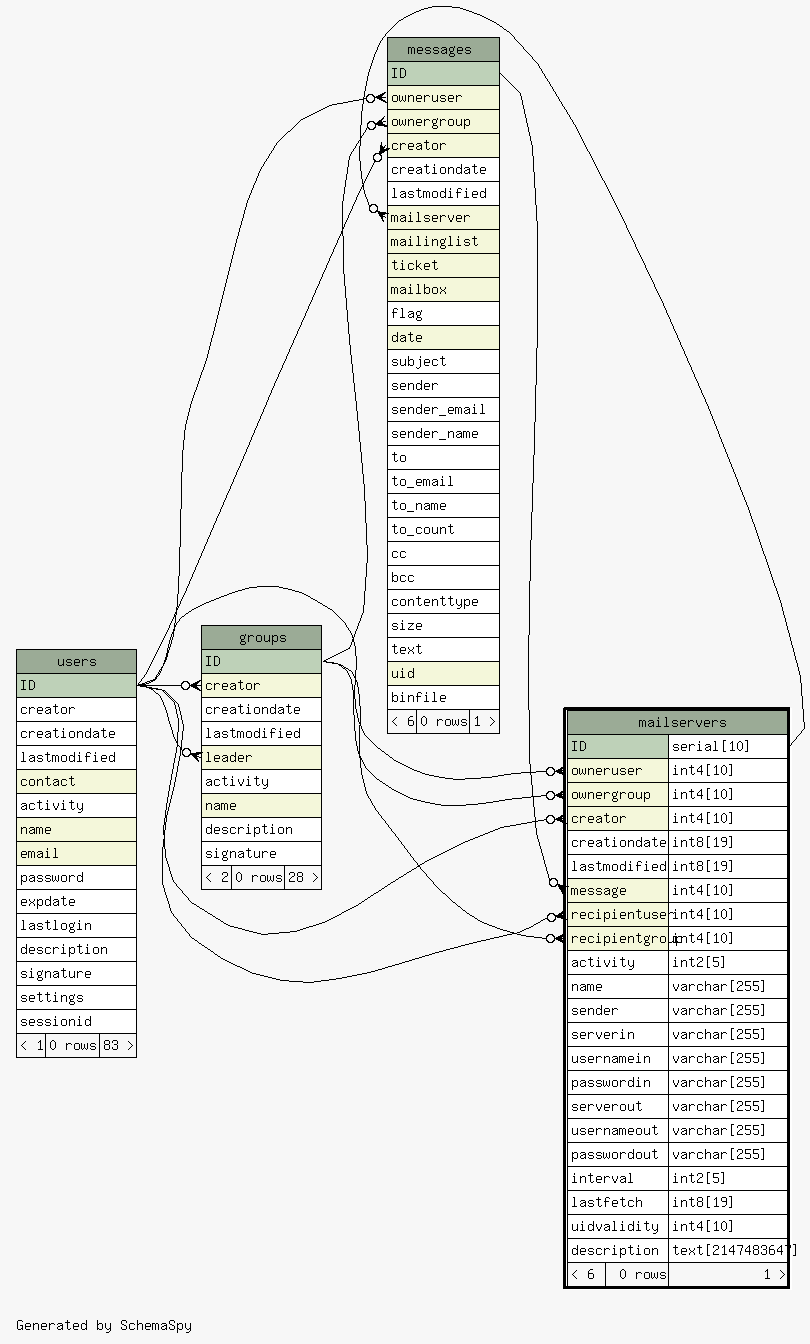 messages
ID
owneruser
ownergroup
creator
creationdate
lastmodified
mailserver
mailinglist
ticket
mailbox
flag
date
subject
sender
sender_email
sender_name
to
to_email
to_name
to_count
cc
bcc
contenttype
size
text
uid
binfile
< 6 0 rows 1 >
groups
ID
creator
creationdate
lastmodified
leader
activity
name
description
signature
< 2 0 rows 28 >
users
ID
creator
creationdate
lastmodified
contact
activity
name
email
password
expdate
lastlogin
description
signature
settings
sessionid
< 1 0 rows 83 >
mailservers
ID serial[10]
owneruser int4[10]
ownergroup int4[10]
creator int4[10]
creationdate int8[19]
lastmodified int8[19]
message int4[10]
recipientuser int4[10]
recipientgroup int4[10]
activity int2[5]
name varchar[255]
sender varchar[255]
serverin varchar[255]
usernamein varchar[255]
passwordin varchar[255]
serverout varchar[255]
usernameout varchar[255]
passwordout varchar[255]
interval int2[5]
lastfetch int8[19]
uidvalidity int4[10]
description text[2147483647]
< 6 0 rows 1 >
Generated by SchemaSpy